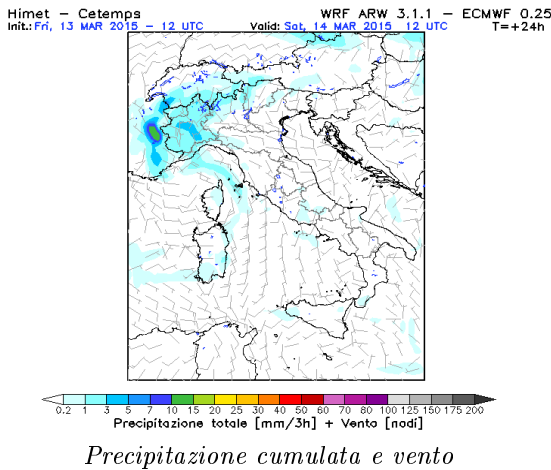 Himet – Cetemps WRF ARW 3.1.1 – ECMWF 0.25
Init.: Fri, 13 MAR 2015 – 12 UTC Valid: Sat, 14 MAR 2015 12 UTC T=+24h
0.2 1 3 5 7 10 15 20 25 30 40 50 60 70 80 100 125 150 175 200
Precipitazione totale [mm/3h] + Vento [nodi]
Precipitazione cumulata e vento